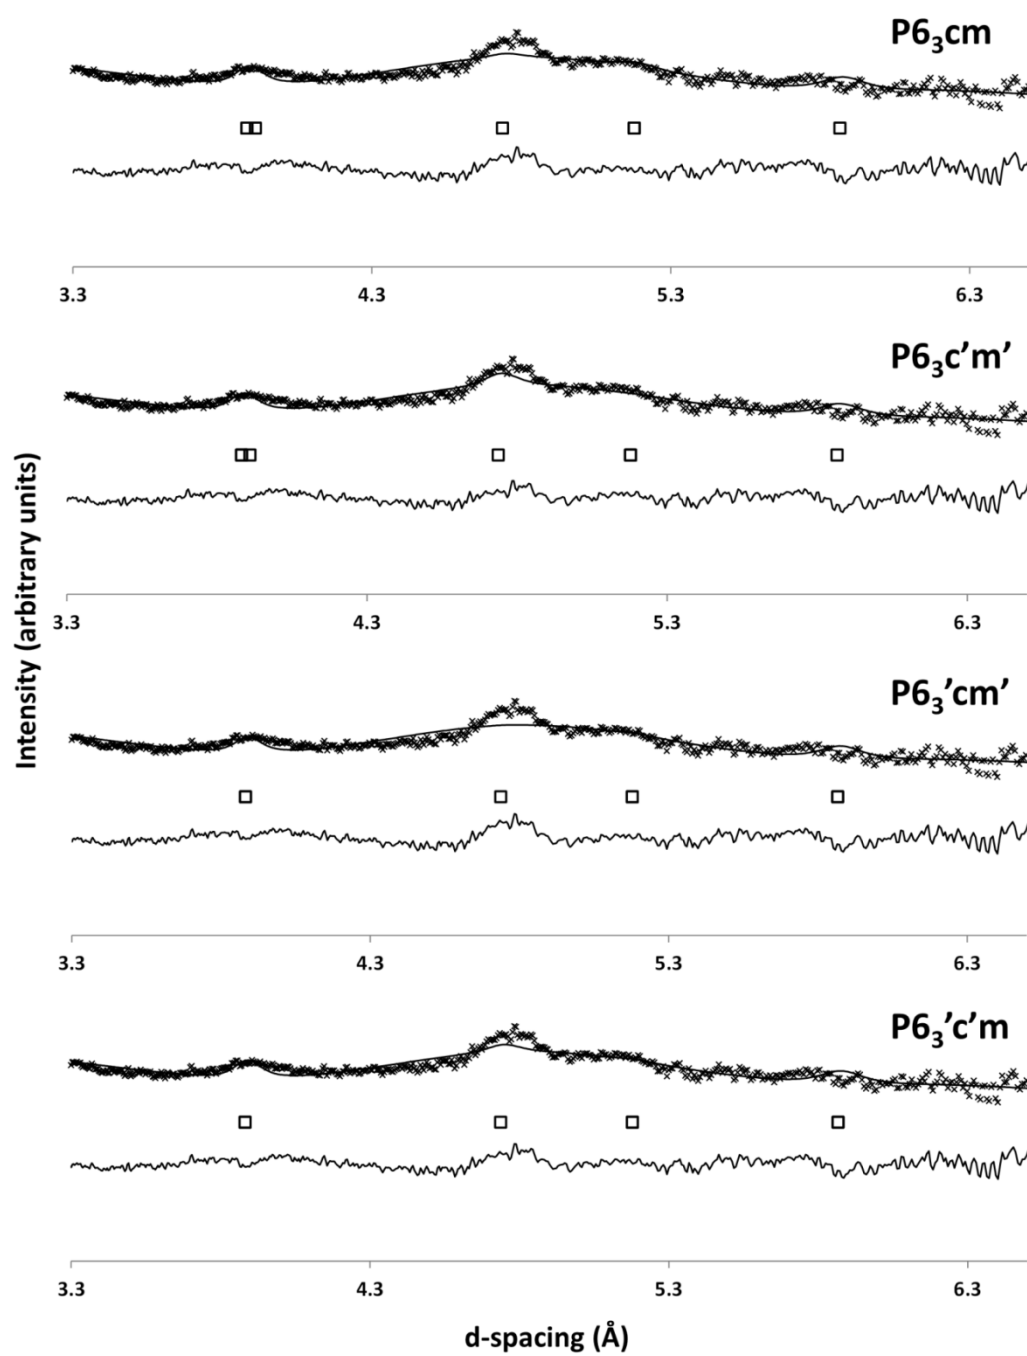 P6₃cm
3.3 4.3 5.3 6.3
P6₃c’m’
3.3 4.3 5.3 6.3
P6₃’cm’
3.3 4.3 5.3 6.3
P6₃’c’m
3.3 4.3 5.3 6.3
Intensity (arbitrary units)
d-spacing (Å)